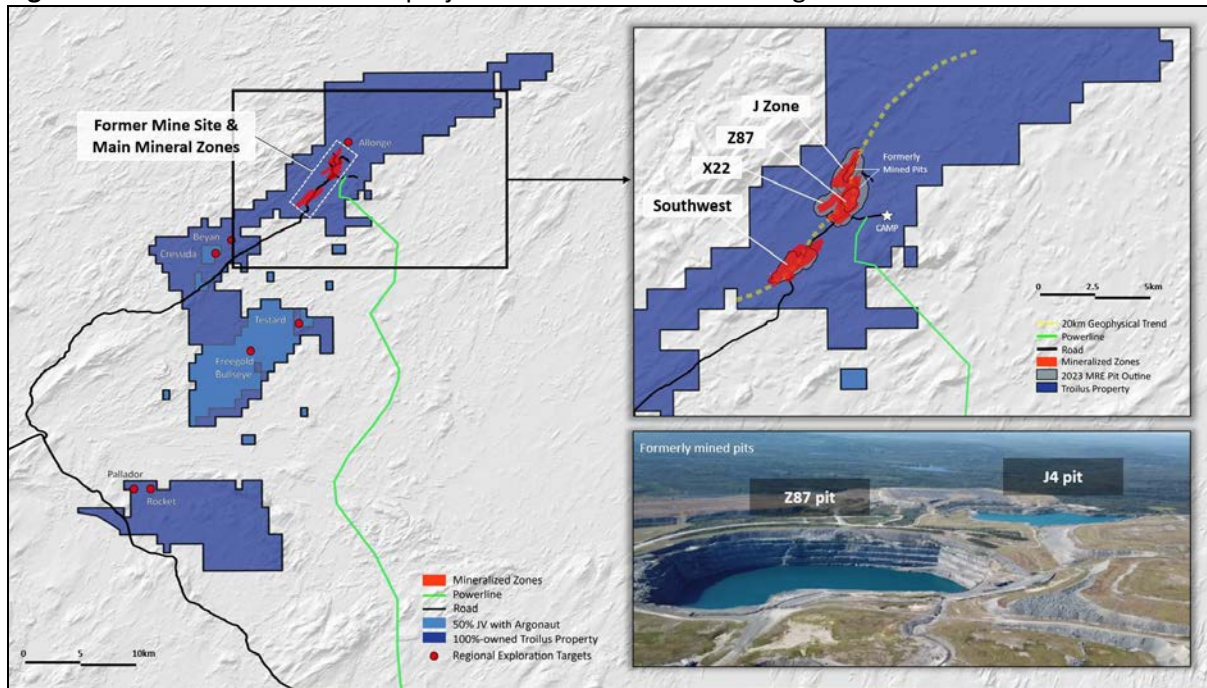 Former Mine Site &
Main Mineral Zones
Allonge
Beyan
Cressida
Testard
Freegold
Bullseye
Pallador
Rocket
0 5 10km
Mineralized Zones
Powerline
Road
50% JV with Argonaut
100%-owned Troilus Property
Regional Exploration Targets
J Zone
Z87
X22
Southwest
Formerly
Mined Pits
CAMP
0 2.5 5km
20km Geophysical Trend
Powerline
Road
Mineralized Zones
2023 MRE Pit Outine
Troilus Property
Formerly mined pits
Z87 pit
J4 pit